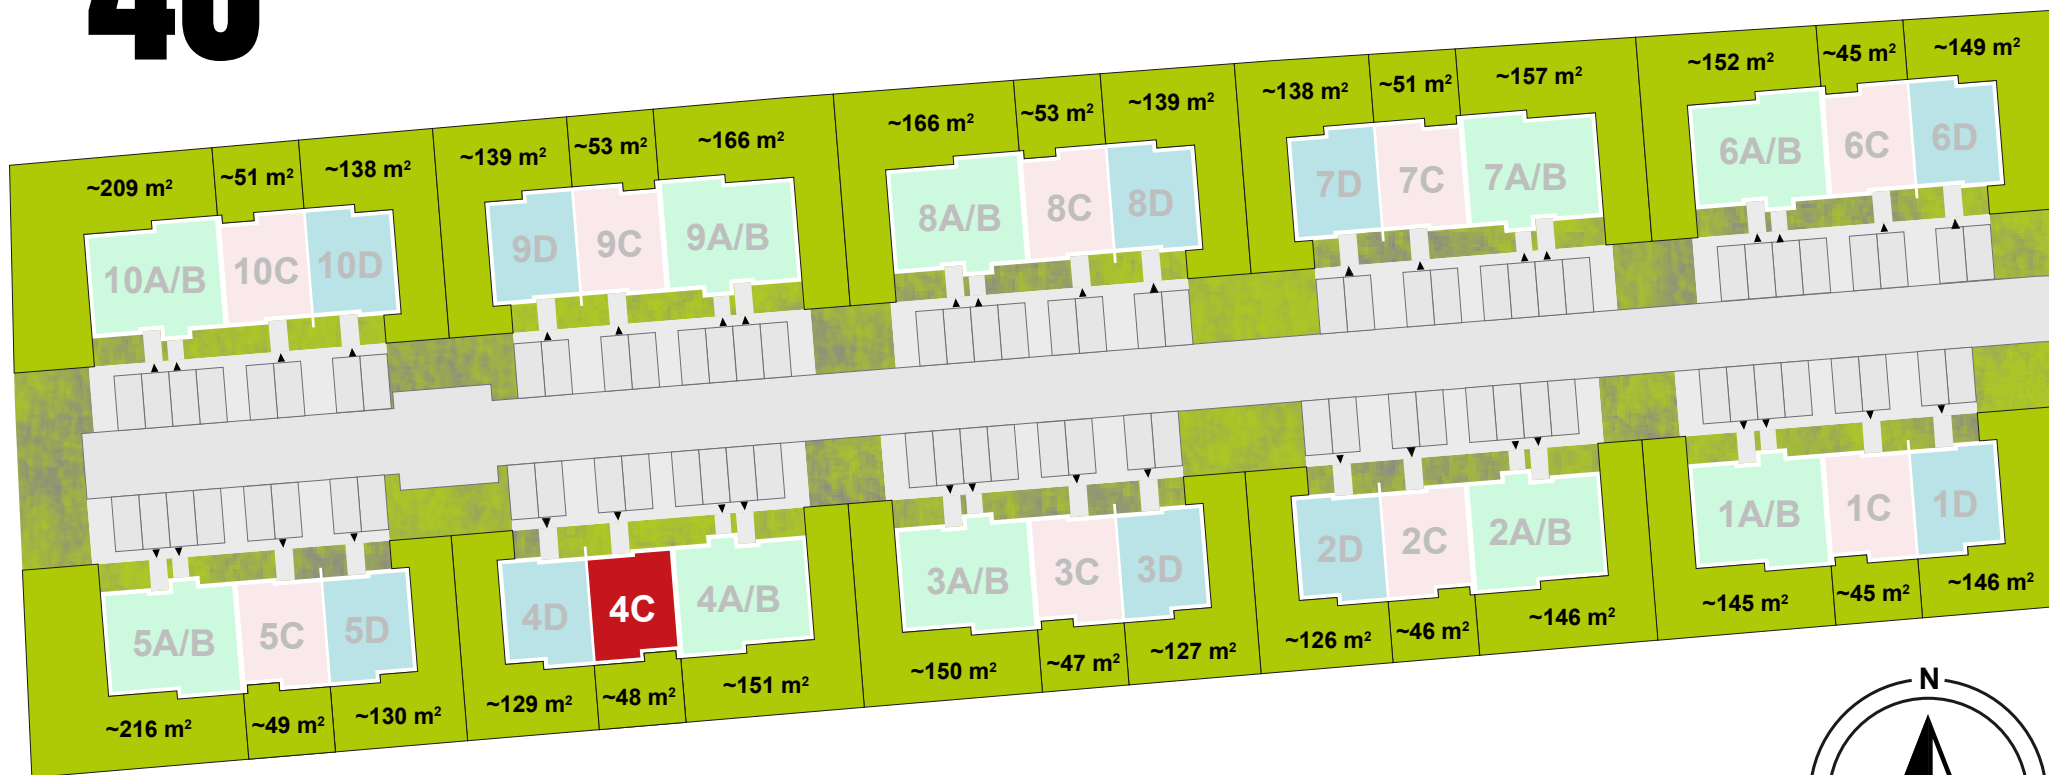 ~209 m²
~51 m²
~138 m²
~139 m²
~53 m²
~166 m²
~166 m²
~53 m²
~139 m²
~138 m²
~51 m²
~157 m²
~152 m²
~45 m²
~149 m²
10A/B
10C
10D
9D
9C
9A/B
8A/B
8C
8D
7D
7C
7A/B
6A/B
6C
6D
5A/B
5C
5D
4D
4C
4A/B
3A/B
3C
3D
2D
2C
2A/B
1A/B
1C
1D
~216 m²
~49 m²
~130 m²
~129 m²
~48 m²
~151 m²
~150 m²
~47 m²
~127 m²
~126 m²
~46 m²
~146 m²
~145 m²
~45 m²
~146 m²
N